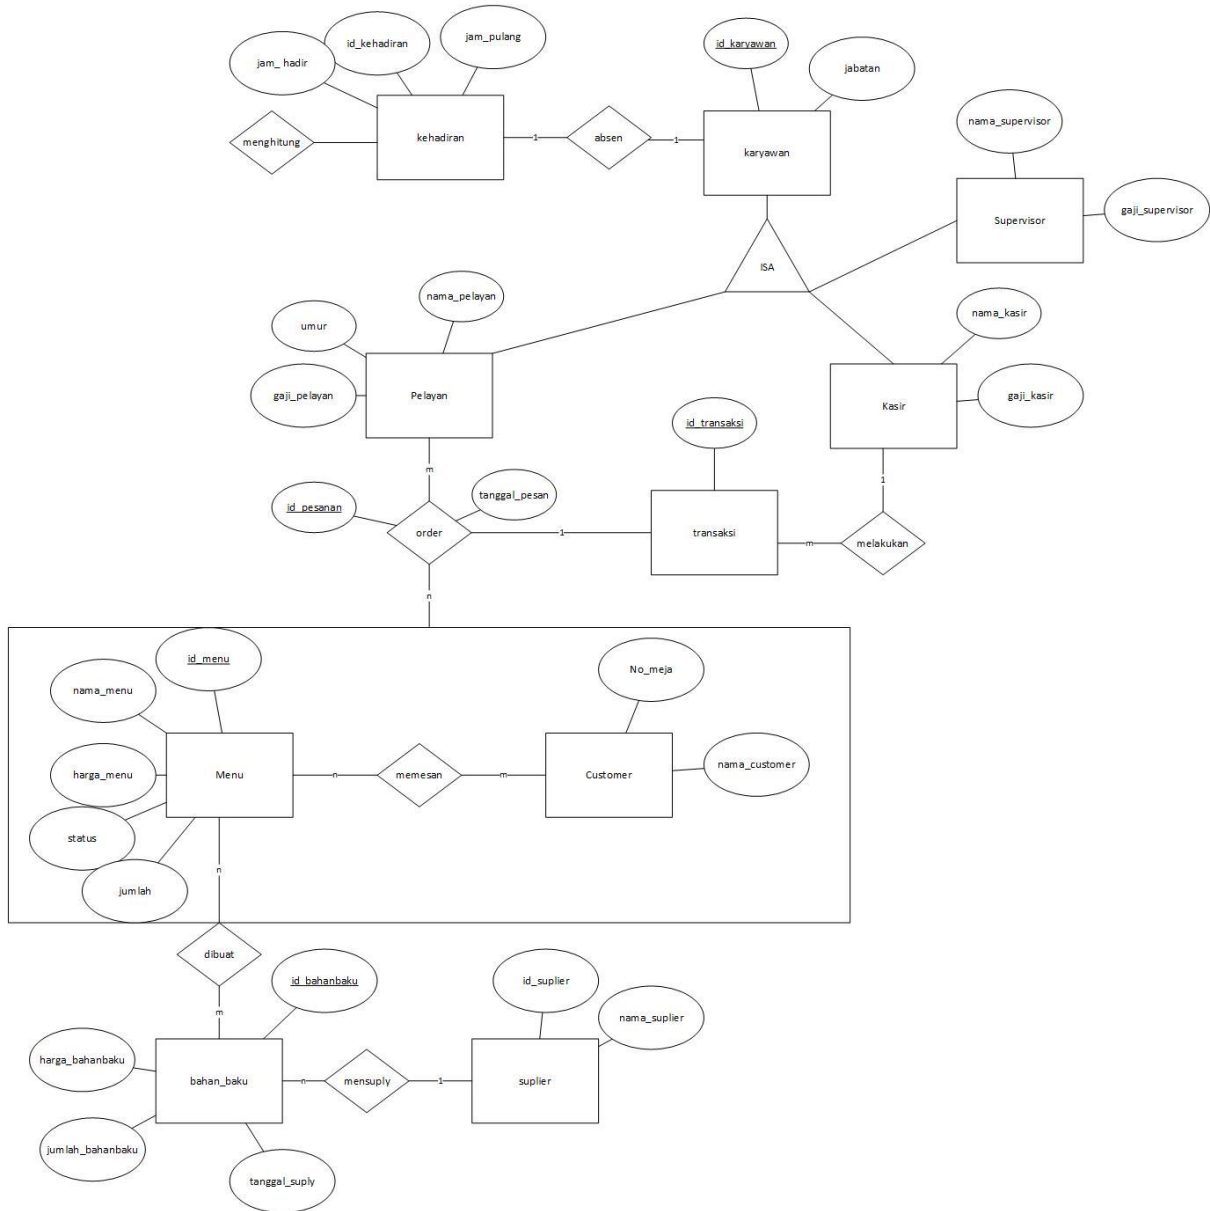 jam_pulang
id_kehadiran
jam_ hadir
id_karyawan
jabatan
nama_supervisor
kehadiran
1
absen
1
karyawan
menghitung
Supervisor
gaji_supervisor
ISA
nama_pelayan
umur
nama_kasir
gaji_pelayan
Pelayan
gaji_kasir
Kasir
id_transaksi
m
1
tanggal_pesan
id_pesanan
order
1
transaksi
m
melakukan
n
id_menu
No_meja
nama_menu
nama_customer
harga_menu
Menu
n
memesan
m
Customer
status
n
jumlah
dibuat
id_bahanbaku
id_suplier
m
nama_suplier
harga_bahanbaku
bahan_baku
n
mensuply
1
suplier
jumlah_bahanbaku
tanggal_suply